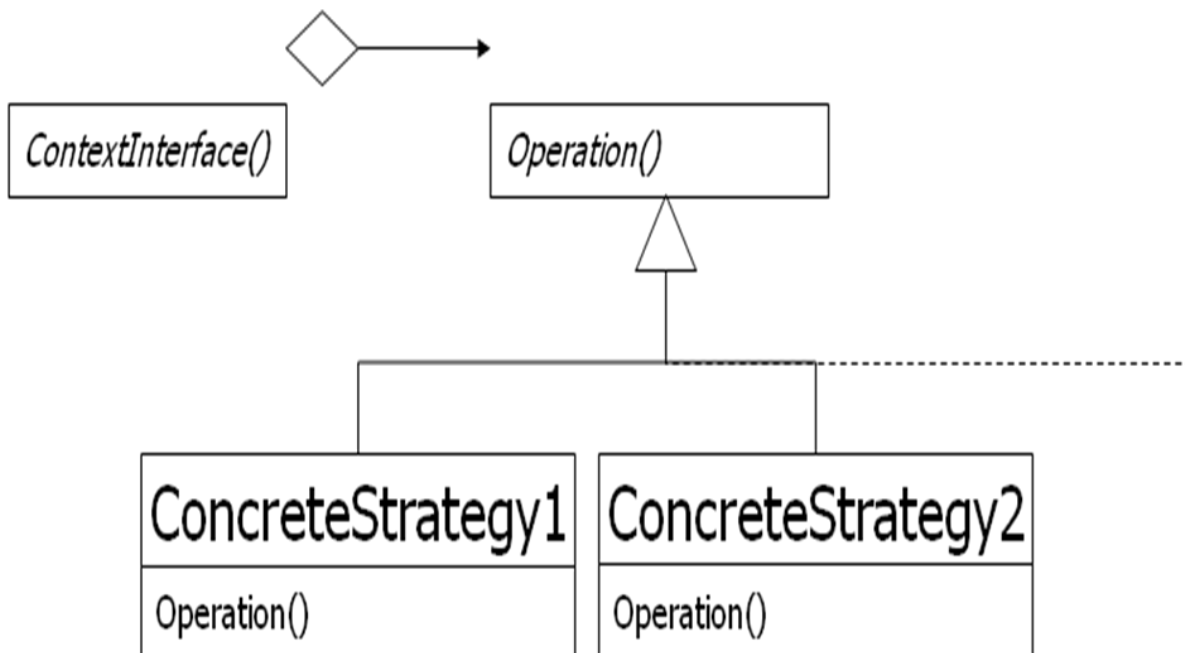 ContextInterface()
Operation()
ConcreteStrategy1
ConcreteStrategy2
Operation()
Operation()